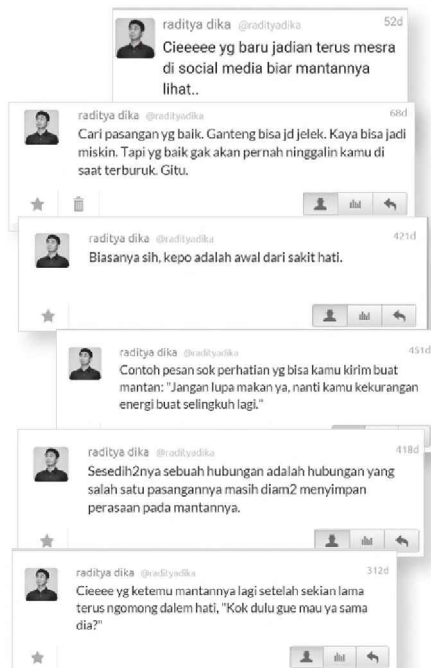 raditya dika @radityadika 52d
Cieeeee yg baru jadian terus mesra
di social media biar mantannya
lihat..
raditya dika @radityadika 68d
Cari pasangan yg baik. Ganteng bisa jd jelek. Kaya bisa jadi
miskin. Tapi yg baik gak akan pernah ninggalin kamu di
saat terburuk. Gitu.
raditya dika @radityadika 421d
Biasanya sih, kepo adalah awal dari sakit hati.
raditya dika @radityadika 451d
Contoh pesan sok perhatian yg bisa kamu kirim buat
mantan: "Jangan lupa makan ya, nanti kamu kekurangan
energi buat selingkuh lagi."
raditya dika @radityadika 418d
Sesedih2nya sebuah hubungan adalah hubungan yang
salah satu pasangannya masih diam2 menyimpan
perasaan pada mantannya.
raditya dika @radityadika 312d
Cieeee yg ketemu mantannya lagi setelah sekian lama
terus ngomong dalem hati, "Kok dulu gue mau ya sama
dia?"